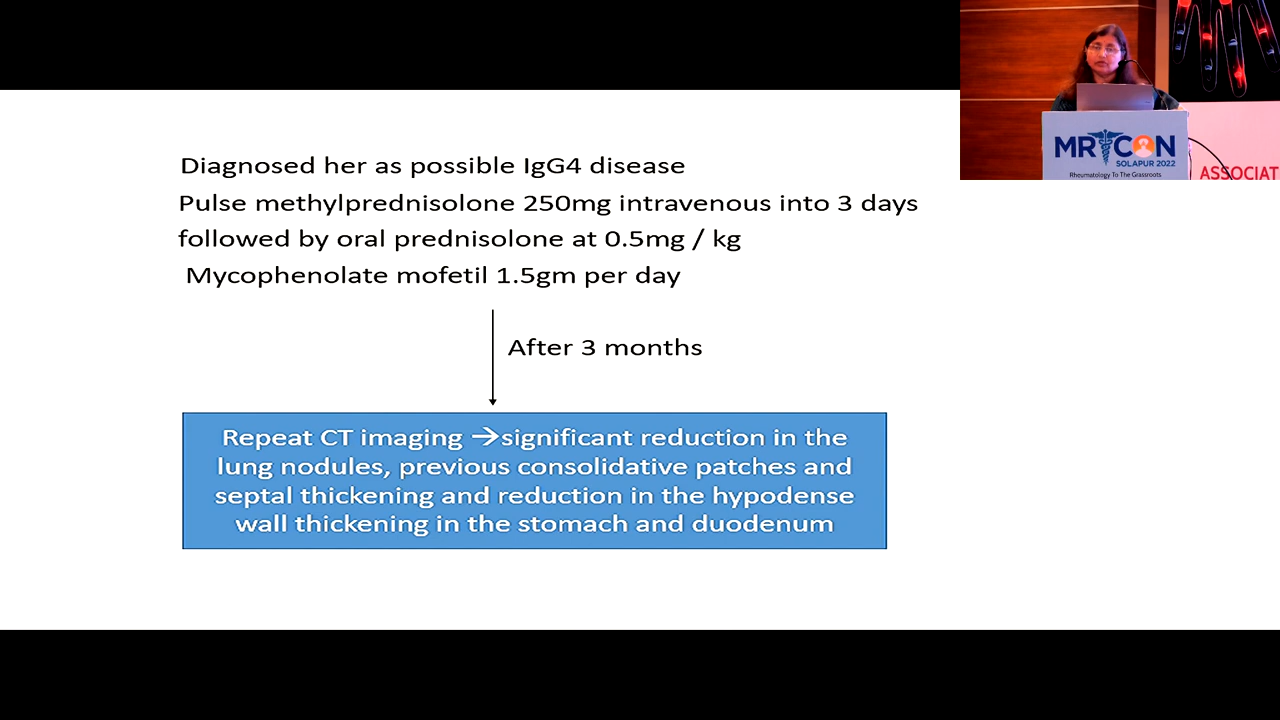 Diagnosed her as possible IgG4 disease
Pulse methylprednisolone 250mg intravenous into 3 days
followed by oral prednisolone at 0.5mg / kg
Mycophenolate mofetil 1.5gm per day
After 3 months
Repeat CT imaging →significant reduction in the
lung nodules, previous consolidative patches and
septal thickening and reduction in the hypodense
wall thickening in the stomach and duodenum
MRCON
SOLAPUR 2022
Rheumatology To The Grassroots
ASSOCIAT